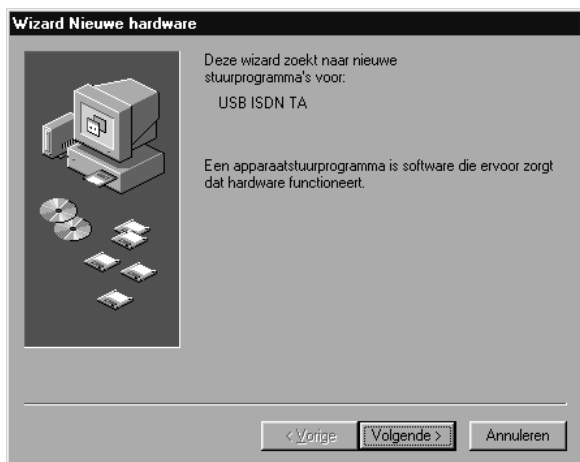 Wizard Nieuwe hardware
Deze wizard zoekt naar nieuwe
stuurprogramma's voor:
USB ISDN TA
Een apparaatstuurprogramma is software die ervoor zorgt
dat hardware functioneert.
< Vorige
Volgende >
Annuleren